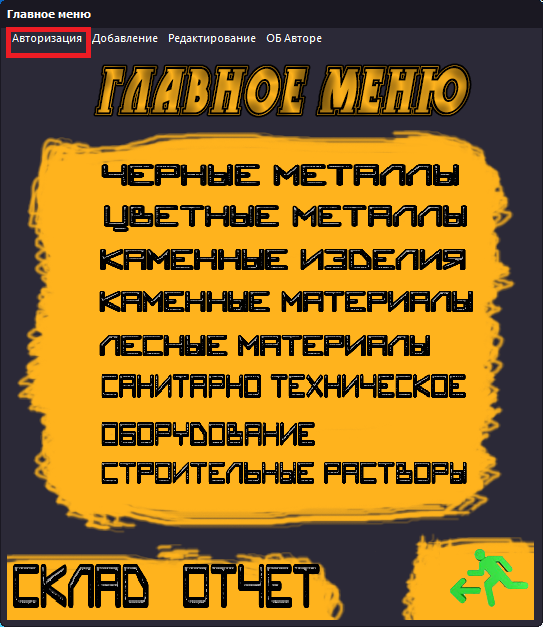 Главное меню
Авторизация Добавление Редактирование ОБ Авторе
ГЛАВНОЕ МЕНЮ
ЧЕРНЫЕ МЕТАЛЛЫ
ЦВЕТНЫЕ МЕТАЛЛЫ
КАМЕННЫЕ ИЗДЕЛИЯ
КАМЕННЫЕ МАТЕРИАЛЫ
ЛЕСНЫЕ МАТЕРИАЛЫ
САНИТАРНО ТЕХНИЧЕСКОЕ
ОБОРУДОВАНИЕ
СТРОИТЕЛЬНЫЕ РАСТВОРЫ
СКЛАД ОТЧЕТ